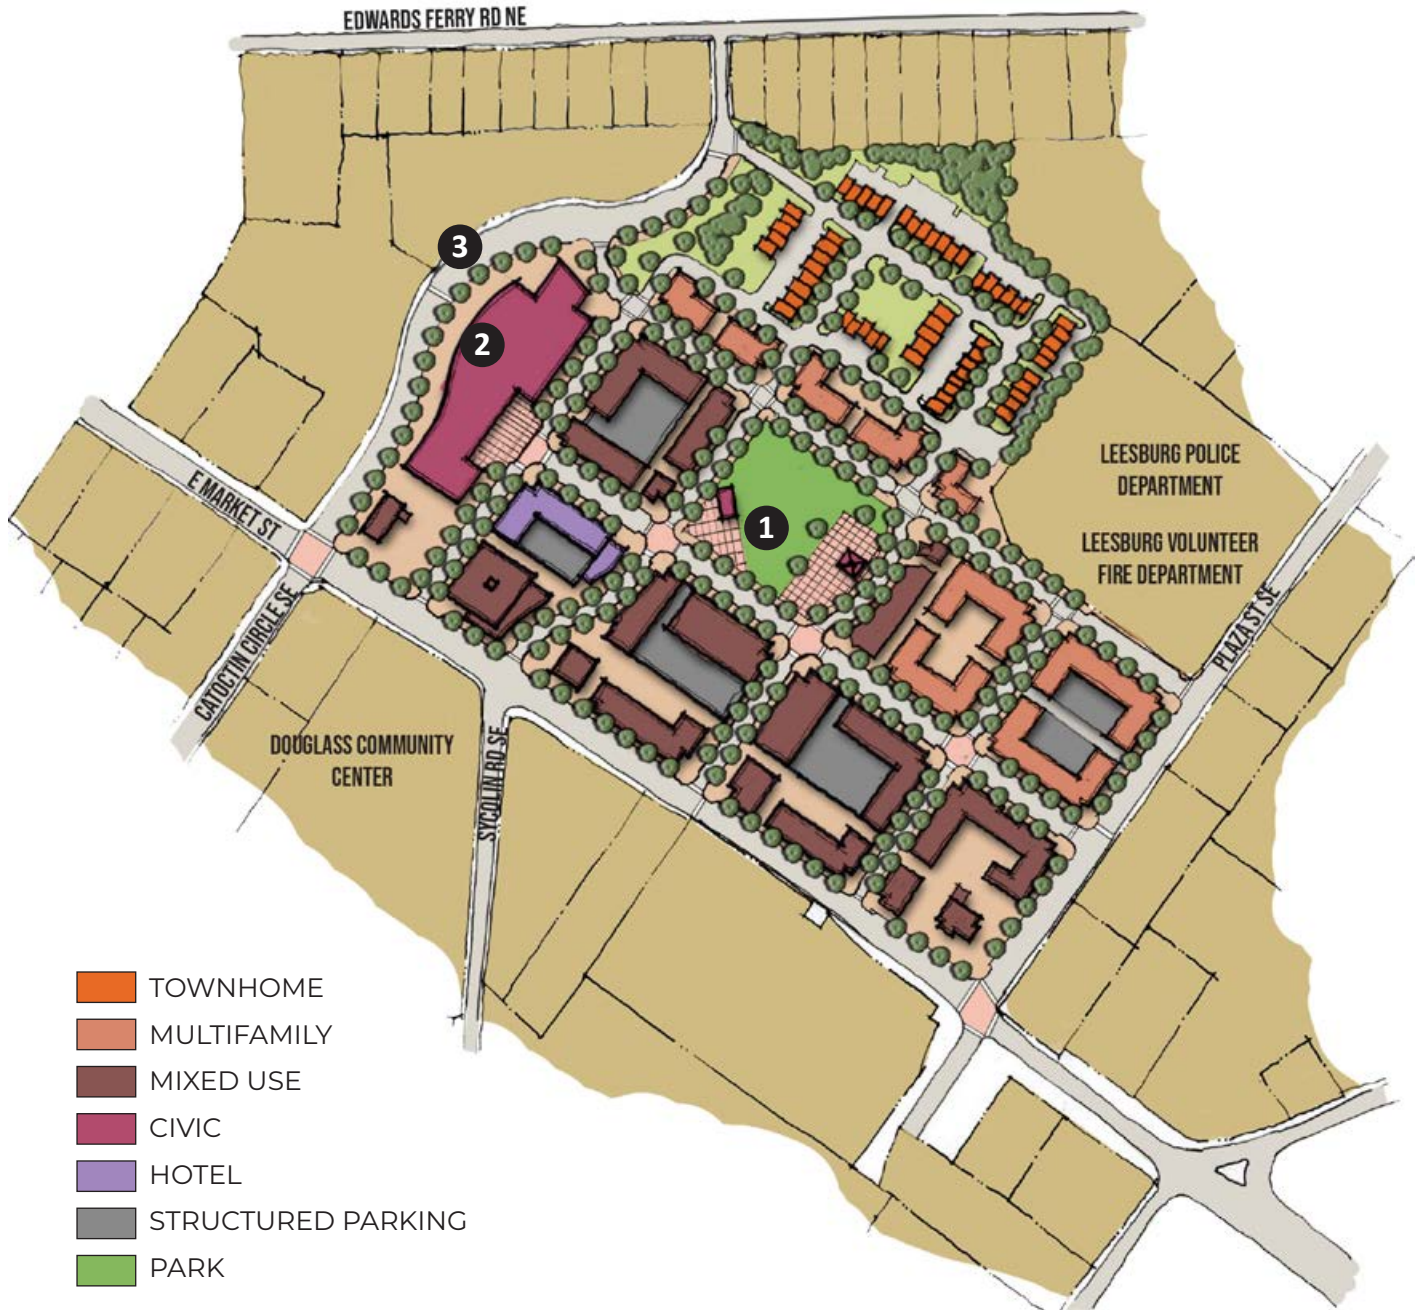 EDWARDS FERRY RD NE
3
2
E MARKET ST
1
LEESBURG POLICE
DEPARTMENT
LEESBURG VOLUNTEER
FIRE DEPARTMENT
CATOCTIN CIRCLE SE
PLAZA ST SE
DOUGLASS COMMUNITY
CENTER
SYCOLIN RD SE
TOWNHOME
MULTIFAMILY
MIXED USE
CIVIC
HOTEL
STRUCTURED PARKING
PARK